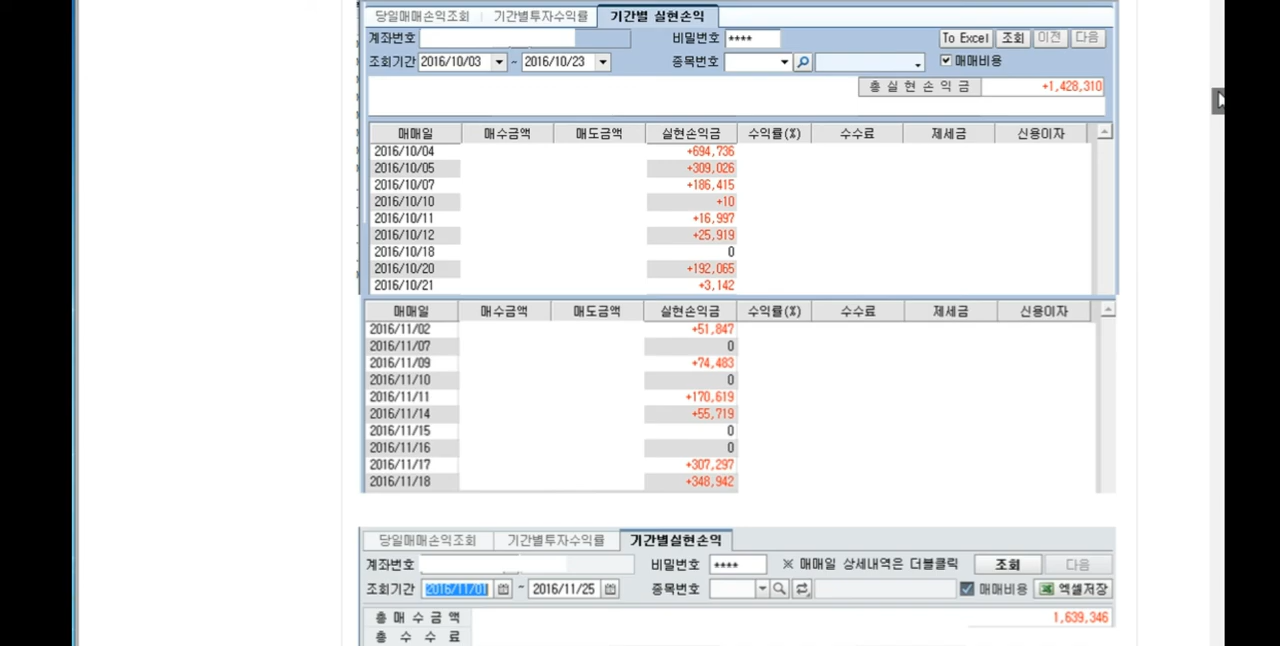 당일매매손익조회 기간별투자수익률 기간별 실현손익
계좌번호 비밀번호 **** To Excel 조회 이전 다음
조회기간 2016/10/03 ~ 2016/10/23 종목번호 매매비용
총 실 현 손 익 금 +1,428,310
매매일 매수금액 매도금액 실현손익금 수익률(%) 수수료 제세금 신용이자
2016/10/04 +694,736
2016/10/05 +309,026
2016/10/07 +186,415
2016/10/10 +10
2016/10/11 +16,997
2016/10/12 +25,919
2016/10/18 0
2016/10/20 +192,065
2016/10/21 +3,142
매매일 매수금액 매도금액 실현손익금 수익률(%) 수수료 제세금 신용이자
2016/11/02 +51,847
2016/11/07 0
2016/11/09 +74,483
2016/11/10 0
2016/11/11 +170,619
2016/11/14 +55,719
2016/11/15 0
2016/11/16 0
2016/11/17 +307,297
2016/11/18 +348,942
당일매매손익조회 기간별투자수익률 기간별실현손익
계좌번호 비밀번호 **** ※ 매매일 상세내역은 더블클릭 조회 다음
조회기간 2016/11/01 ~ 2016/11/25 종목번호 매매비용 엑셀저장
총 매 수 금 액 1,639,346
총 수 수 료